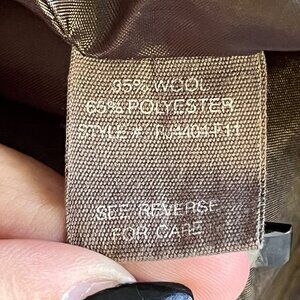 35% WOOL
65% POLYESTER
STYLE #
SEE REVERSE
FOR CARE